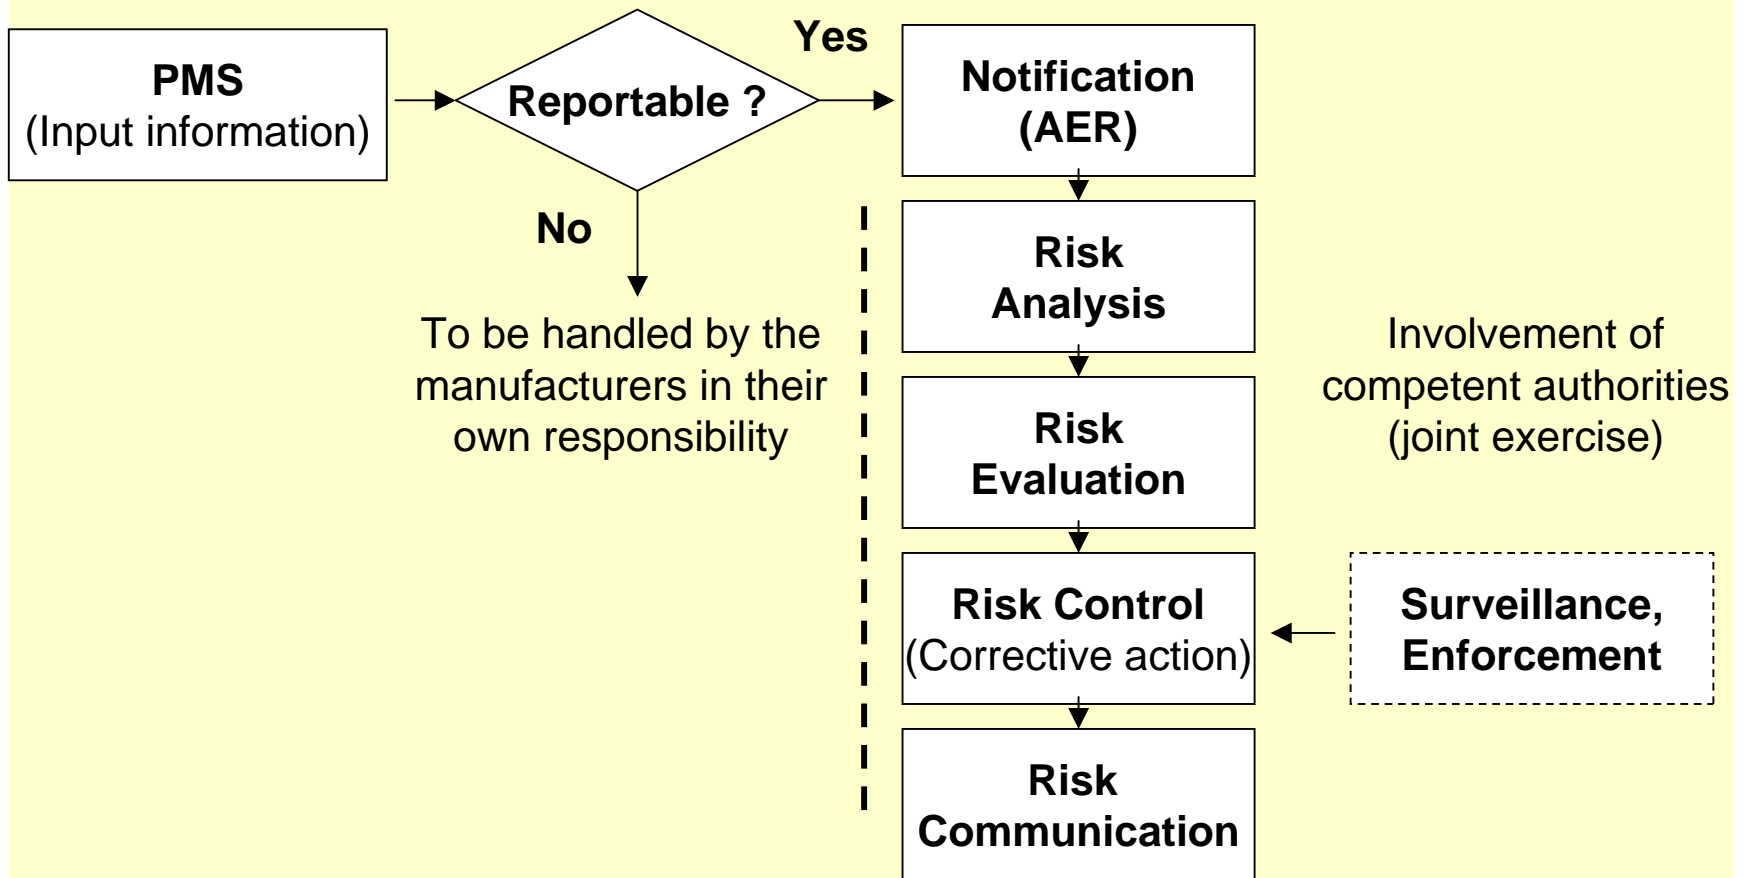 PMS
(Input information)
Reportable ?
Yes
Notification
(AER)
No
To be handled by the
manufacturers in their
own responsibility
Risk
Analysis
Risk
Evaluation
Involvement of
competent authorities
(joint exercise)
Risk Control
(Corrective action)
Surveillance,
Enforcement
Risk
Communication